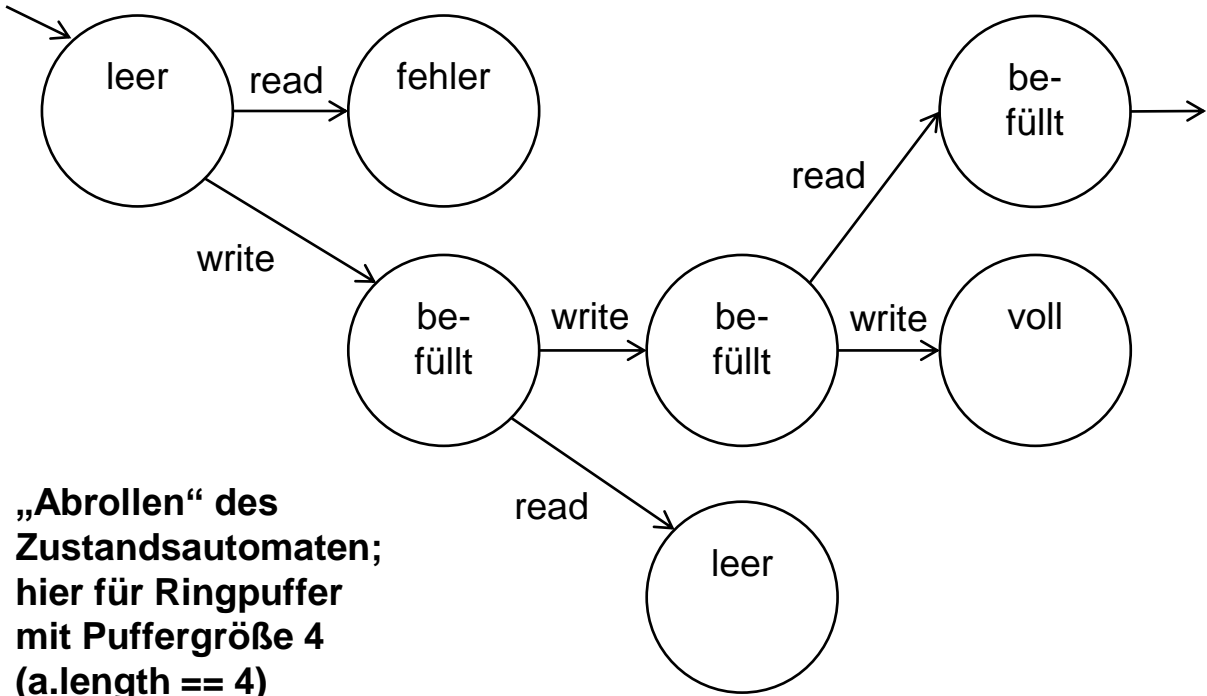 leer
read
fehler
be-
füllt
read
write
be-
füllt
write
be-
füllt
write
voll
read
leer
„Abrollen“ des
Zustandsautomaten;
hier für Ringpuffer
mit Puffergröße 4
(a.length == 4)